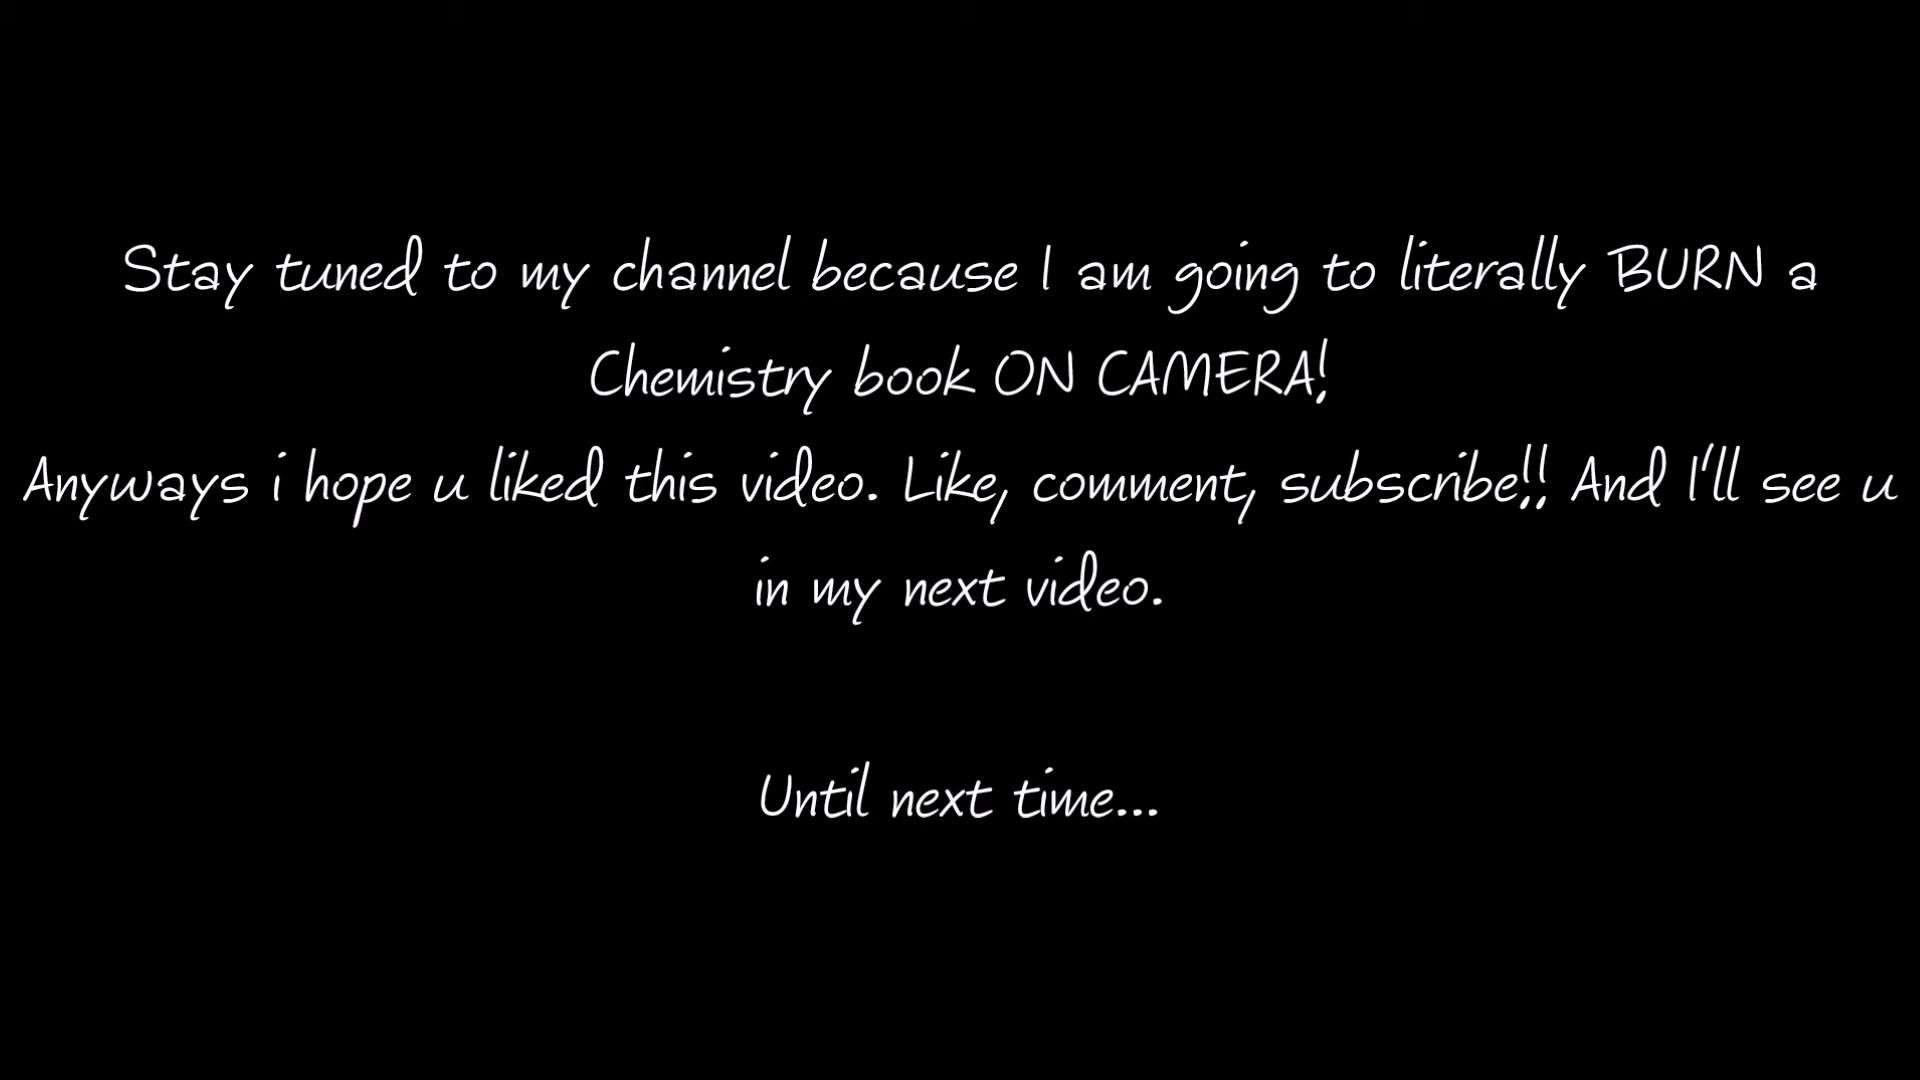 Stay tuned to my channel because I am going to literally BURN a
Chemistry book ON CAMERA!
Anyways i hope u liked this video. Like, comment, subscribe!! And I'll see u
in my next video.
Until next time...